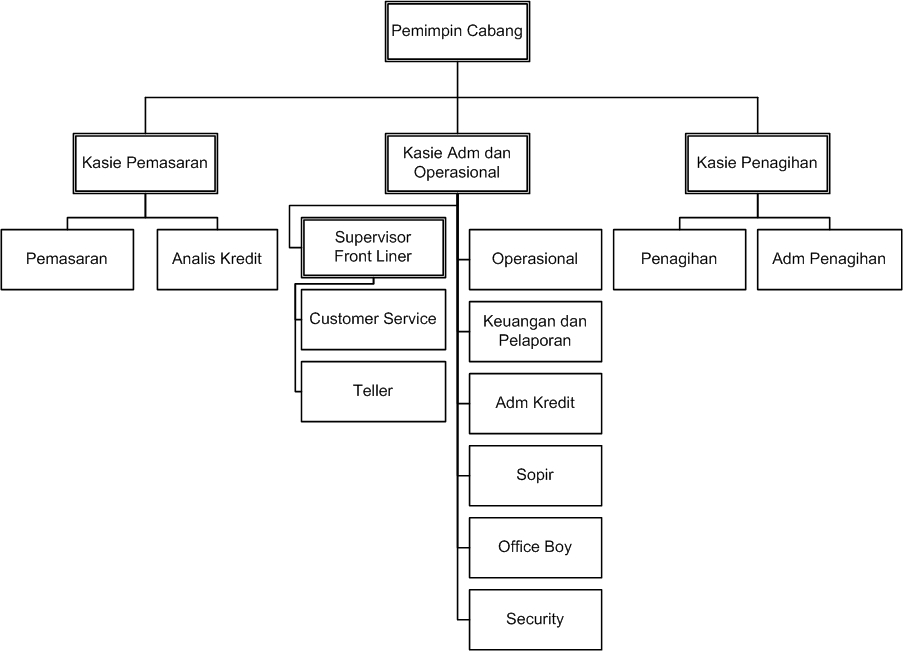 Pemimpin Cabang
Kasie Pemasaran
Kasie Adm dan
Operasional
Kasie Penagihan
Pemasaran
Analis Kredit
Supervisor
Front Liner
Customer Service
Teller
Operasional
Keuangan dan
Pelaporan
Adm Kredit
Sopir
Office Boy
Security
Penagihan
Adm Penagihan